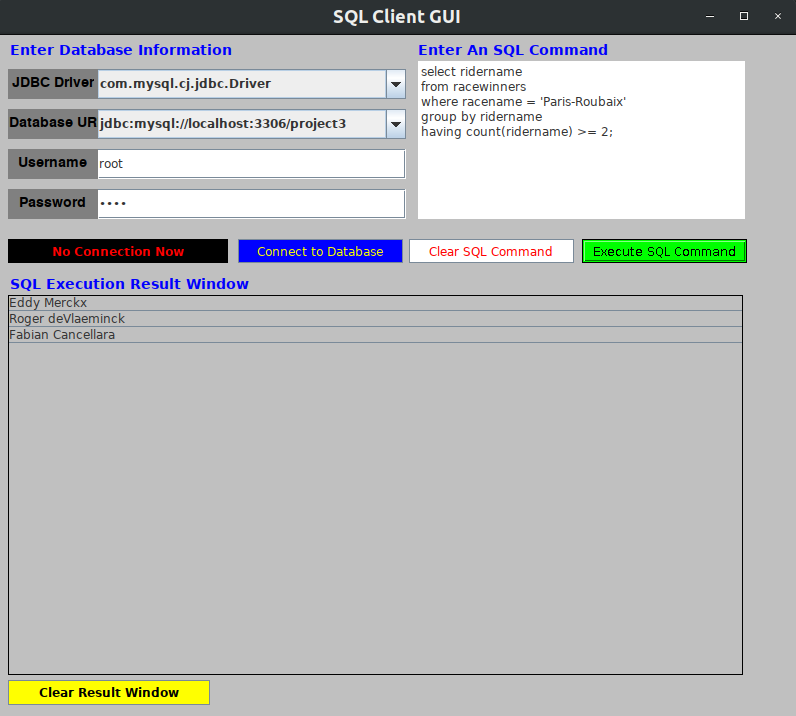 SQL Client GUI
Enter Database Information
JDBC Driver com.mysql.cj.jdbc.Driver
Database UR jdbc:mysql://localhost:3306/project3
Username root
Password ••••
Enter An SQL Command
select ridername
from racewinners
where racename = 'Paris-Roubaix'
group by ridername
having count(ridername) >= 2;
No Connection Now
Connect to Database
Clear SQL Command
Execute SQL Command
SQL Execution Result Window
Eddy Merckx
Roger deVlaeminck
Fabian Cancellara
Clear Result Window